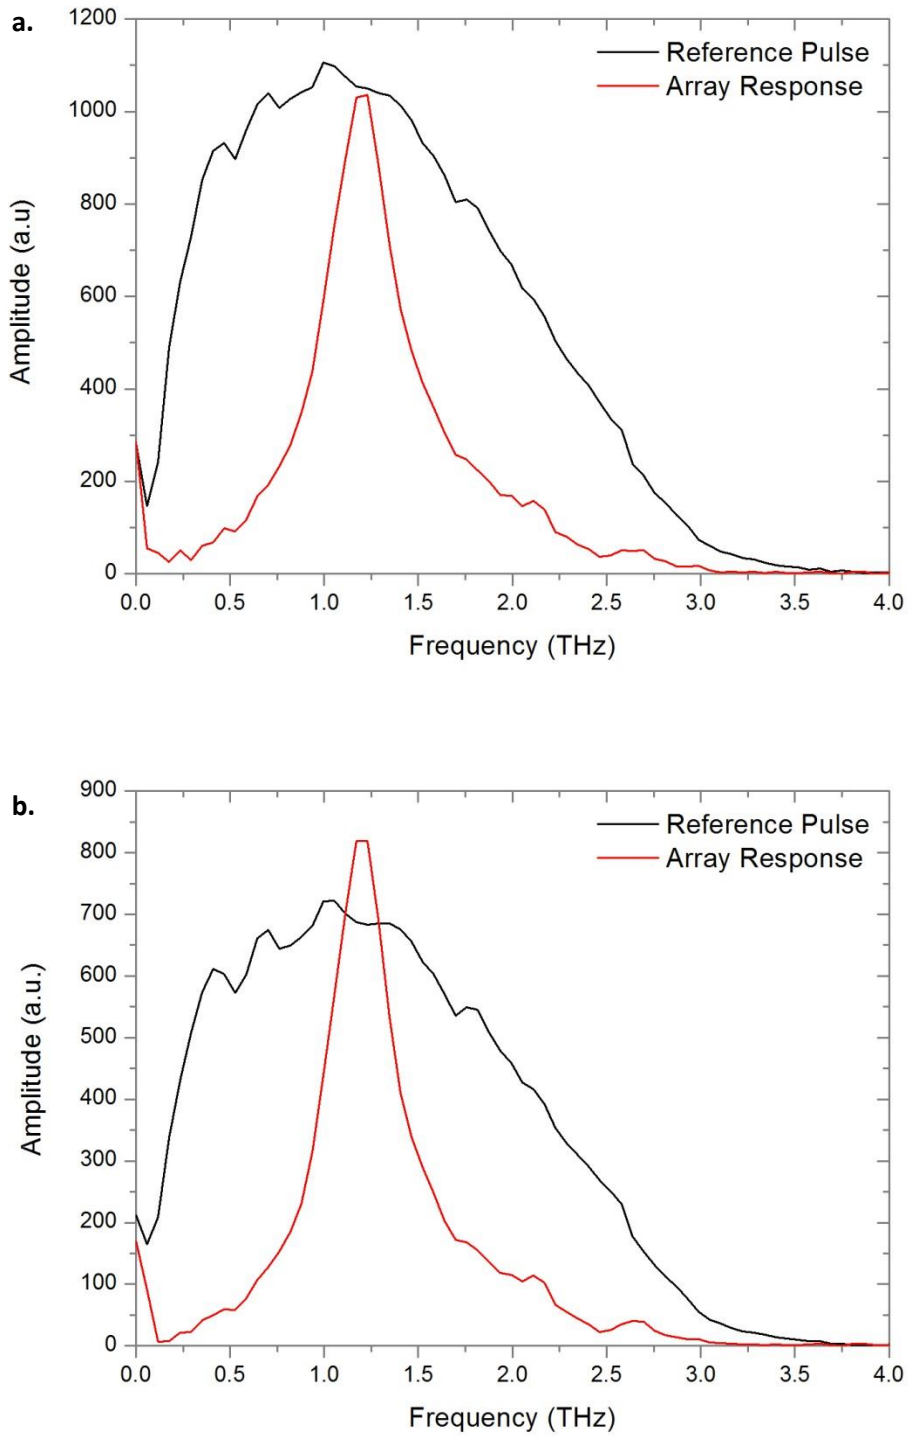 a.
1200
1000
800
600
400
200
0
Amplitude (a.u)
Reference Pulse
Array Response
0.0 0.5 1.0 1.5 2.0 2.5 3.0 3.5 4.0
Frequency (THz)
b.
900
800
700
600
500
400
300
200
100
0
Amplitude (a.u.)
Reference Pulse
Array Response
0.0 0.5 1.0 1.5 2.0 2.5 3.0 3.5 4.0
Frequency (THz)